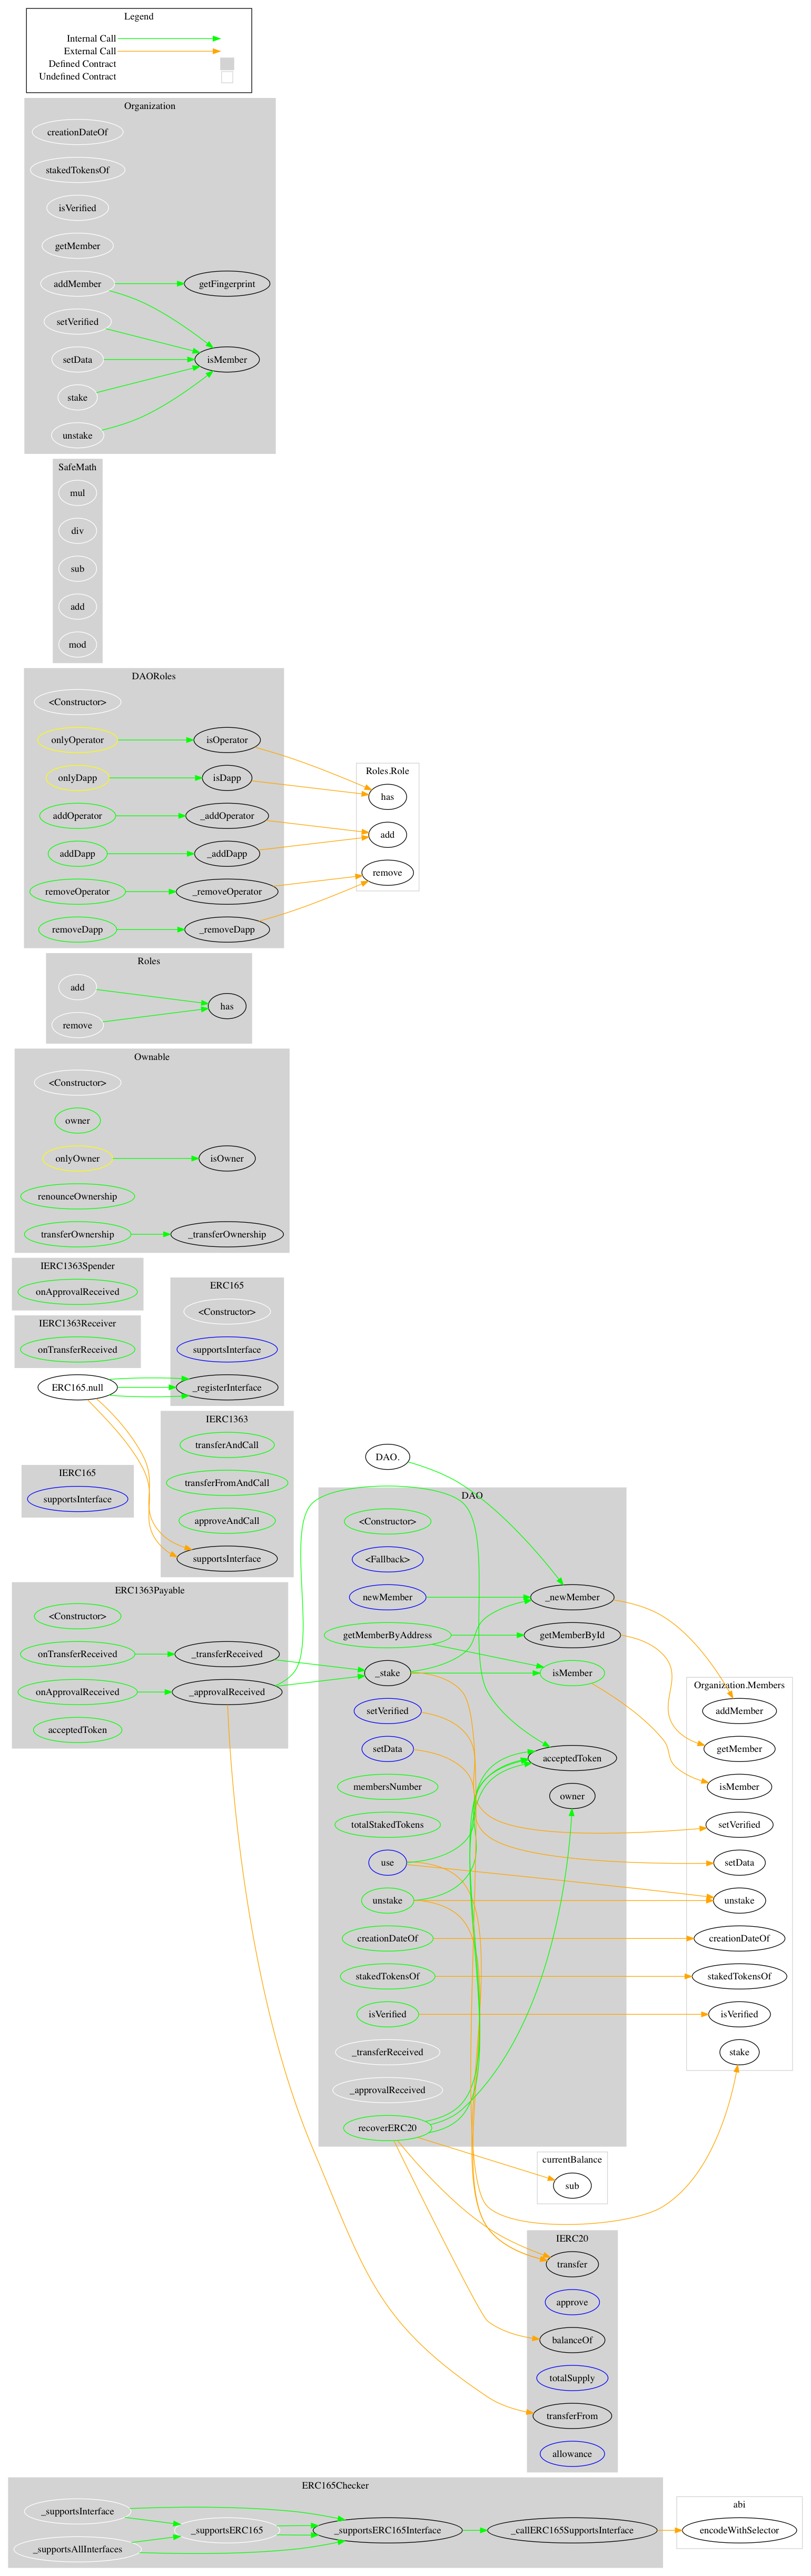 Legend
Internal Call
External Call
Defined Contract
Undefined Contract
Organization
creationDateOf
stakedTokensOf
isVerified
getMember
addMember
getFingerprint
setVerified
setData
isMember
stake
unstake
SafeMath
mul
div
sub
add
mod
DAORoles
<Constructor>
onlyOperator
isOperator
onlyDapp
isDapp
addOperator
_addOperator
addDapp
_addDapp
removeOperator
_removeOperator
removeDapp
_removeDapp
Roles.Role
has
add
remove
Roles
add
remove
has
Ownable
<Constructor>
owner
onlyOwner
isOwner
renounceOwnership
transferOwnership
_transferOwnership
IERC1363Spender
onApprovalReceived
IERC1363Receiver
onTransferReceived
ERC165
<Constructor>
supportsInterface
_registerInterface
ERC165.null
IERC1363
transferAndCall
transferFromAndCall
approveAndCall
supportsInterface
IERC165
supportsInterface
ERC1363Payable
<Constructor>
onTransferReceived
_transferReceived
onApprovalReceived
_approvalReceived
acceptedToken
DAO.
DAO
<Constructor>
<Fallback>
newMember
_newMember
getMemberByAddress
getMemberById
_stake
isMember
setVerified
setData
acceptedToken
membersNumber
owner
totalStakedTokens
use
unstake
creationDateOf
stakedTokensOf
isVerified
_transferReceived
_approvalReceived
recoverERC20
Organization.Members
addMember
getMember
isMember
setVerified
setData
unstake
creationDateOf
stakedTokensOf
isVerified
stake
currentBalance
sub
IERC20
transfer
approve
balanceOf
totalSupply
transferFrom
allowance
ERC165Checker
_supportsInterface
_supportsAllInterfaces
_supportsERC165
_supportsERC165Interface
_callERC165SupportsInterface
abi
encodeWithSelector